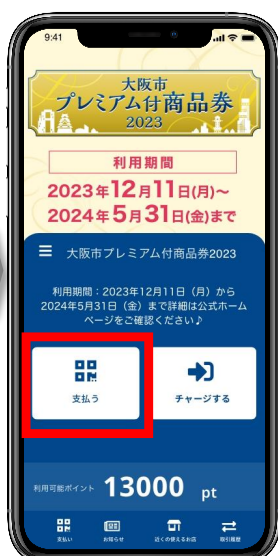 9:41
大阪市
プレミアム付商品券
2023
利用期間
2023年12月11日(月)～
2024年5月31日(金)まで
大阪市プレミアム付商品券2023
利用期間：2023年12月11日（月）から
2024年5月31日（金）まで詳細は公式ホーム
ページをご確認ください♪
支払う
チャージする
利用可能ポイント 13000 pt
支払い
お知らせ
近くの使えるお店
取引履歴